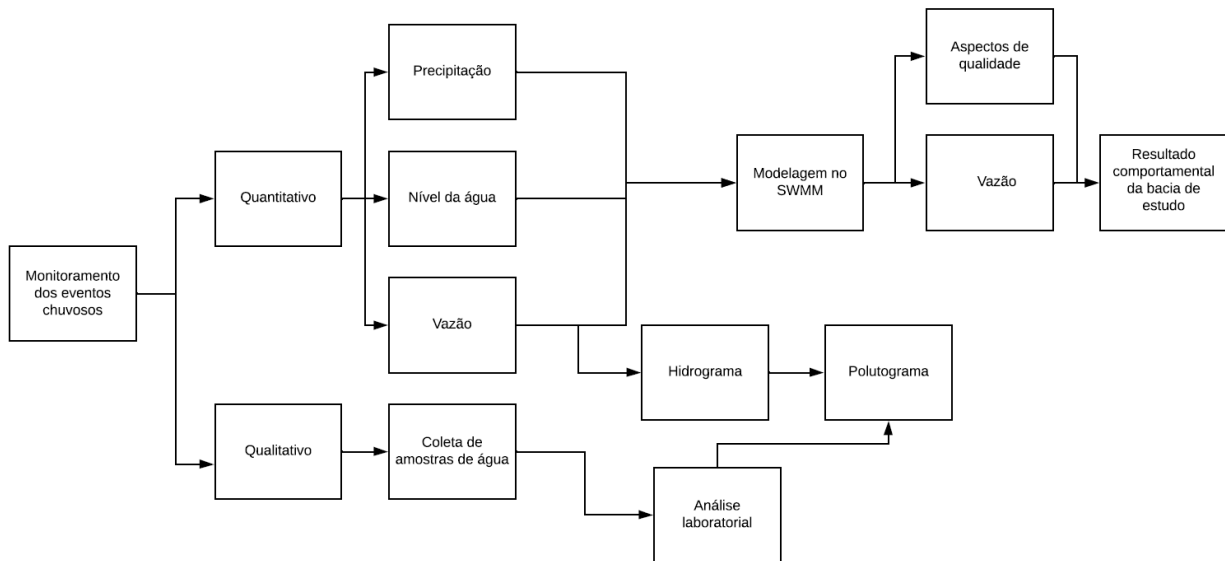 Monitoramento
dos eventos
chuvosos
Quantitativo
Qualitativo
Precipitação
Nível da água
Vazão
Coleta de
amostras de água
Hidrograma
Análise
laboratorial
Polutograma
Modelagem no
SWMM
Aspectos de
qualidade
Vazão
Resultado
comportamental
da bacia de
estudo